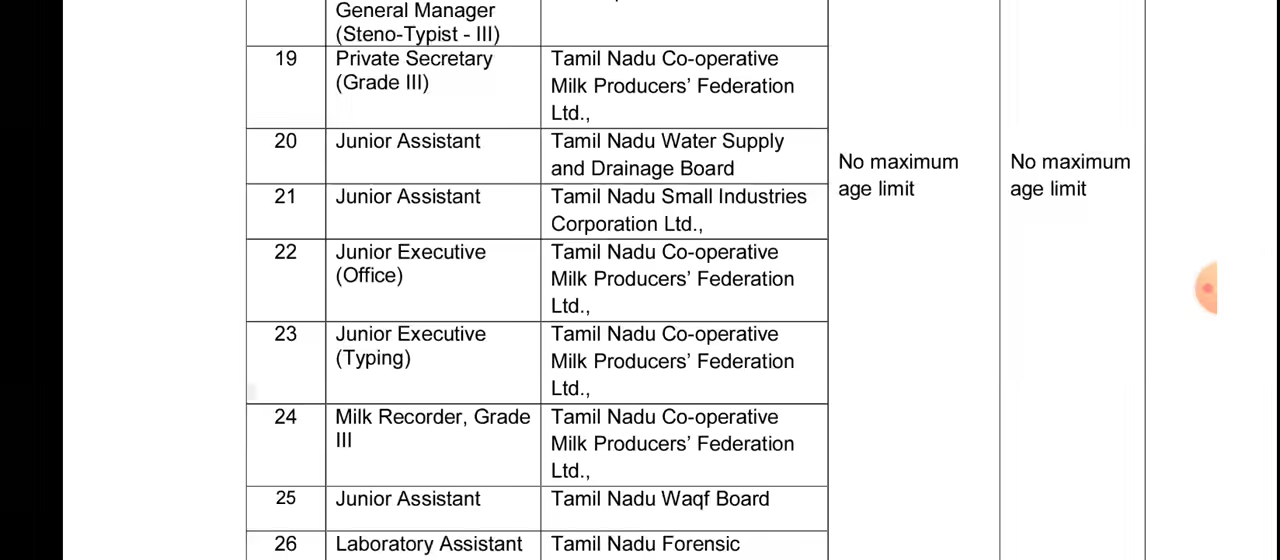 General Manager
(Steno-Typist - III)
19
Private Secretary
(Grade III)
Tamil Nadu Co-operative
Milk Producers’ Federation
Ltd.,
20
Junior Assistant
Tamil Nadu Water Supply
and Drainage Board
No maximum
age limit
No maximum
age limit
21
Junior Assistant
Tamil Nadu Small Industries
Corporation Ltd.,
22
Junior Executive
(Office)
Tamil Nadu Co-operative
Milk Producers’ Federation
Ltd.,
23
Junior Executive
(Typing)
Tamil Nadu Co-operative
Milk Producers’ Federation
Ltd.,
24
Milk Recorder, Grade
III
Tamil Nadu Co-operative
Milk Producers’ Federation
Ltd.,
25
Junior Assistant
Tamil Nadu Waqf Board
26
Laboratory Assistant
Tamil Nadu Forensic